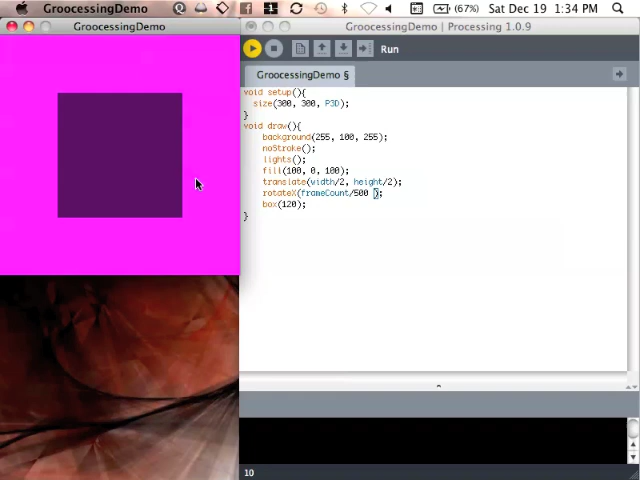 GroocessingDemo
(67%) Sat Dec 19 1:34 PM
GroocessingDemo
GroocessingDemo | Processing 1.0.9
Run
GroocessingDemo §
void setup(){
size(300, 300, P3D);
}
void draw(){
background(255, 100, 255);
noStroke();
lights();
fill(100, 0, 100);
translate(width/2, height/2);
rotateX(frameCount/500 );
box(120);
}
10